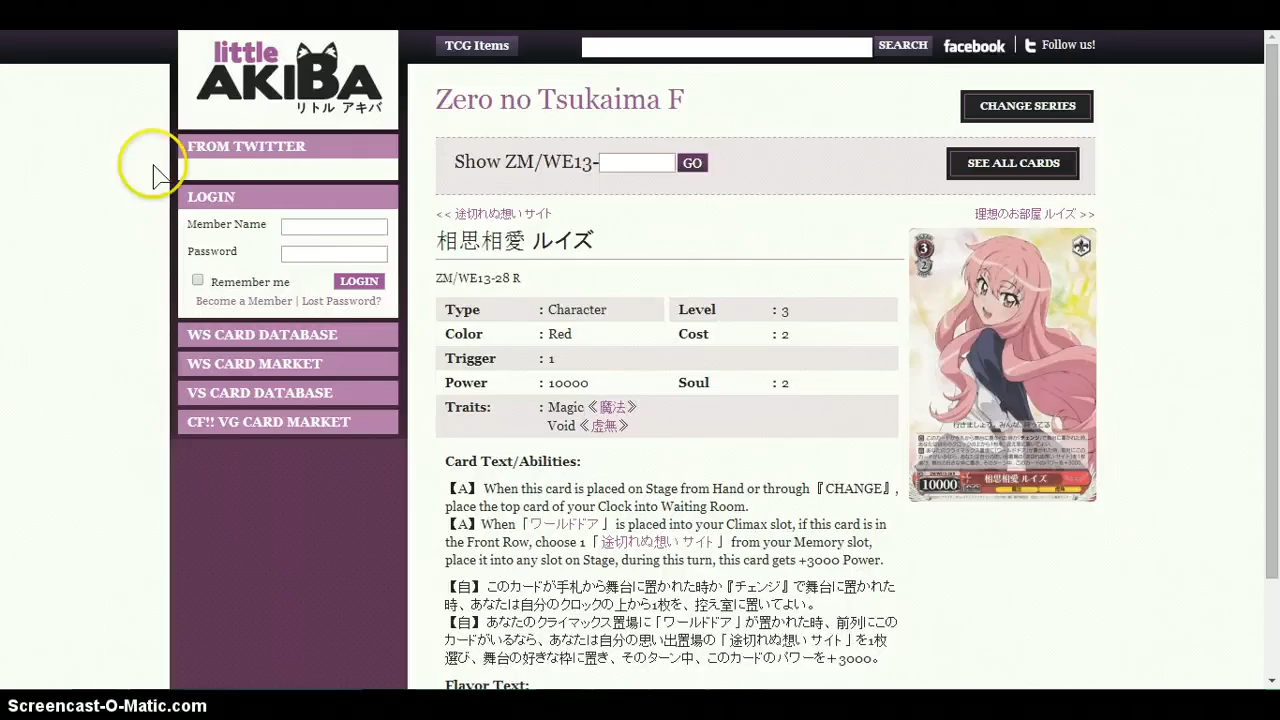 little
AKIBA
リトル アキバ
TCG Items
SEARCH
facebook
Follow us!
FROM TWITTER
LOGIN
Member Name
Password
Remember me
LOGIN
Become a Member | Lost Password?
WS CARD DATABASE
WS CARD MARKET
VS CARD DATABASE
CF!! VG CARD MARKET
Zero no Tsukaima F
CHANGE SERIES
Show ZM/WE13-
GO
SEE ALL CARDS
<< 途切れぬ想い サイト
理想のお部屋 ルイズ >>
相思相愛 ルイズ
ZM/WE13-28 R
Type : Character Level : 3
Color : Red Cost : 2
Trigger : 1
Power : 10000 Soul : 2
Traits: : Magic 《魔法》
Void 《虚無》
Card Text/Abilities:
【A】 When this card is placed on Stage from Hand or through 『CHANGE』,
place the top card of your Clock into Waiting Room.
【A】 When 「ワールドドア」 is placed into your Climax slot, if this card is in
the Front Row, choose 1 「途切れぬ想い サイト」 from your Memory slot,
place it into any slot on Stage, during this turn, this card gets +3000 Power.
【自】 このカードが手札から舞台に置かれた時か『チェンジ』で舞台に置かれた
時、あなたは自分のクロックの上から1枚を、控え室に置いてよい。
【自】 あなたのクライマックス置場に「ワールドドア」が置かれた時、前列にこの
カードがいるなら、あなたは自分の思い出置場の「途切れぬ想い サイト」を1枚
選び、舞台の好きな枠に置き、そのターン中、このカードのパワーを＋3000。
Flavor Text:
3
2
10000
相思相愛 ルイズ
Screencast-O-Matic.com